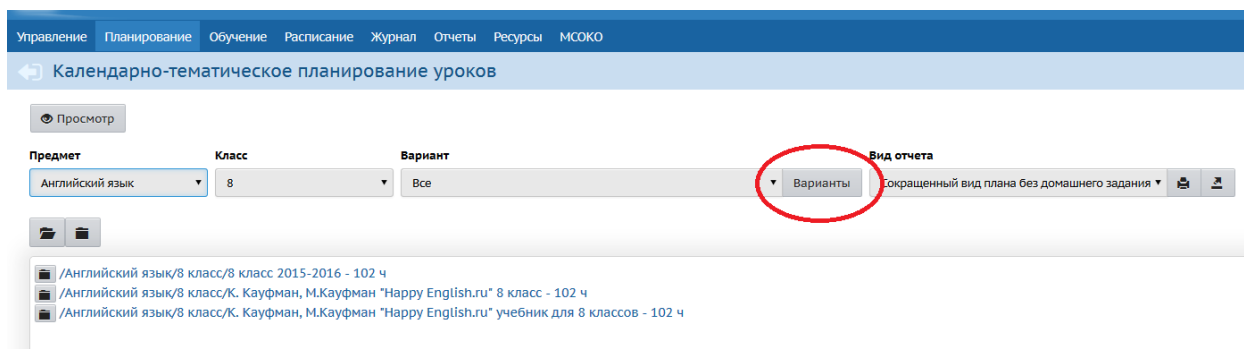 Управление Планирование Обучение Расписание Журнал Отчеты Ресурсы МСОКО
Календарно-тематическое планирование уроков
Просмотр
Предмет Класс Вариант Вид отчета
Английский язык 8 Все Варианты Сокращенный вид плана без домашнего задания
/Английский язык/8 класс/8 класс 2015-2016 - 102 ч
/Английский язык/8 класс/К. Кауфман, М.Кауфман "Happy English.ru" 8 класс - 102 ч
/Английский язык/8 класс/К. Кауфман, М.Кауфман "Happy English.ru" учебник для 8 классов - 102 ч